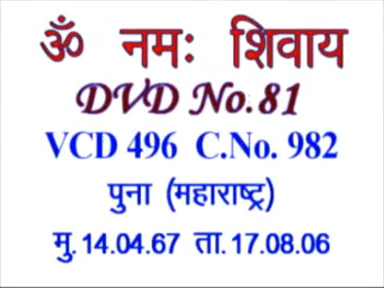 ॐ नमः शिवाय
DVD No.81
VCD 496 C.No. 982
पुना (महाराष्ट्र)
मु.14.04.67 ता.17.08.06